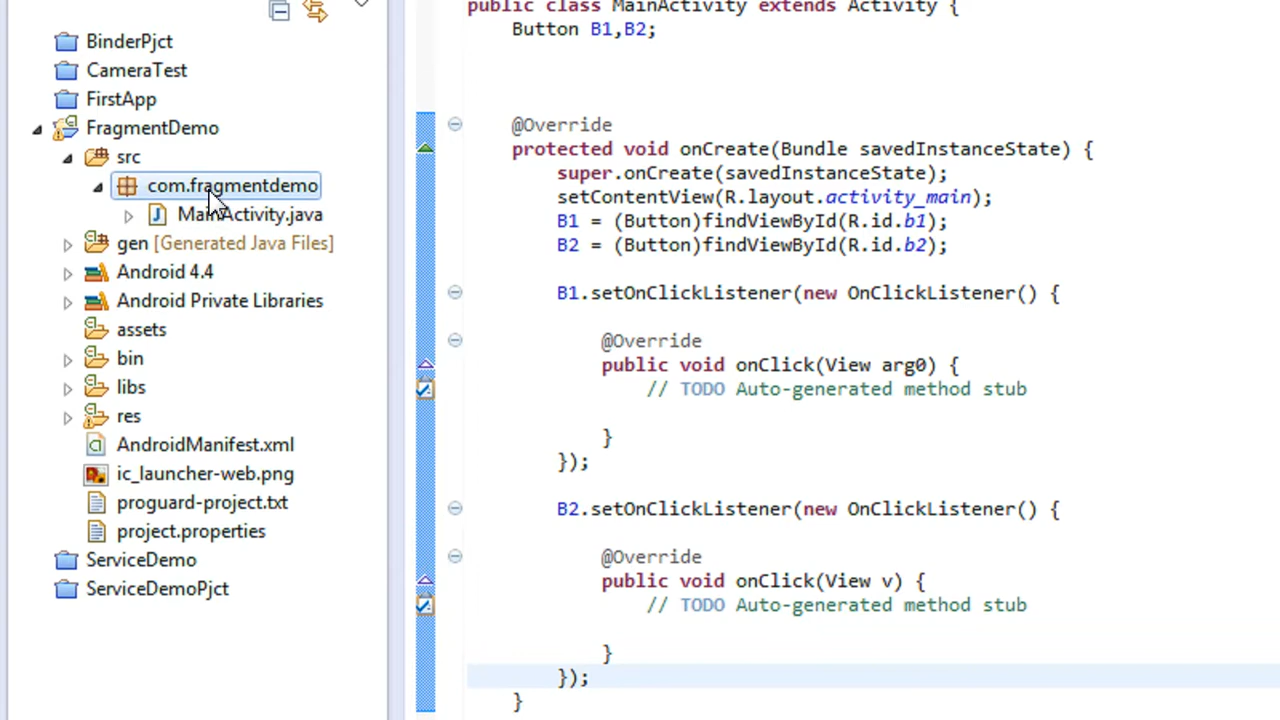 BinderPjct
CameraTest
FirstApp
FragmentDemo
src
com.fragmentdemo
MainActivity.java
gen [Generated Java Files]
Android 4.4
Android Private Libraries
assets
bin
libs
res
AndroidManifest.xml
ic_launcher-web.png
proguard-project.txt
project.properties
ServiceDemo
ServiceDemoPjct
public class MainActivity extends Activity {
Button B1,B2;
@Override
protected void onCreate(Bundle savedInstanceState) {
super.onCreate(savedInstanceState);
setContentView(R.layout.activity_main);
B1 = (Button)findViewById(R.id.b1);
B2 = (Button)findViewById(R.id.b2);
B1.setOnClickListener(new OnClickListener() {
@Override
public void onClick(View arg0) {
// TODO Auto-generated method stub
}
});
B2.setOnClickListener(new OnClickListener() {
@Override
public void onClick(View v) {
// TODO Auto-generated method stub
}
});
}